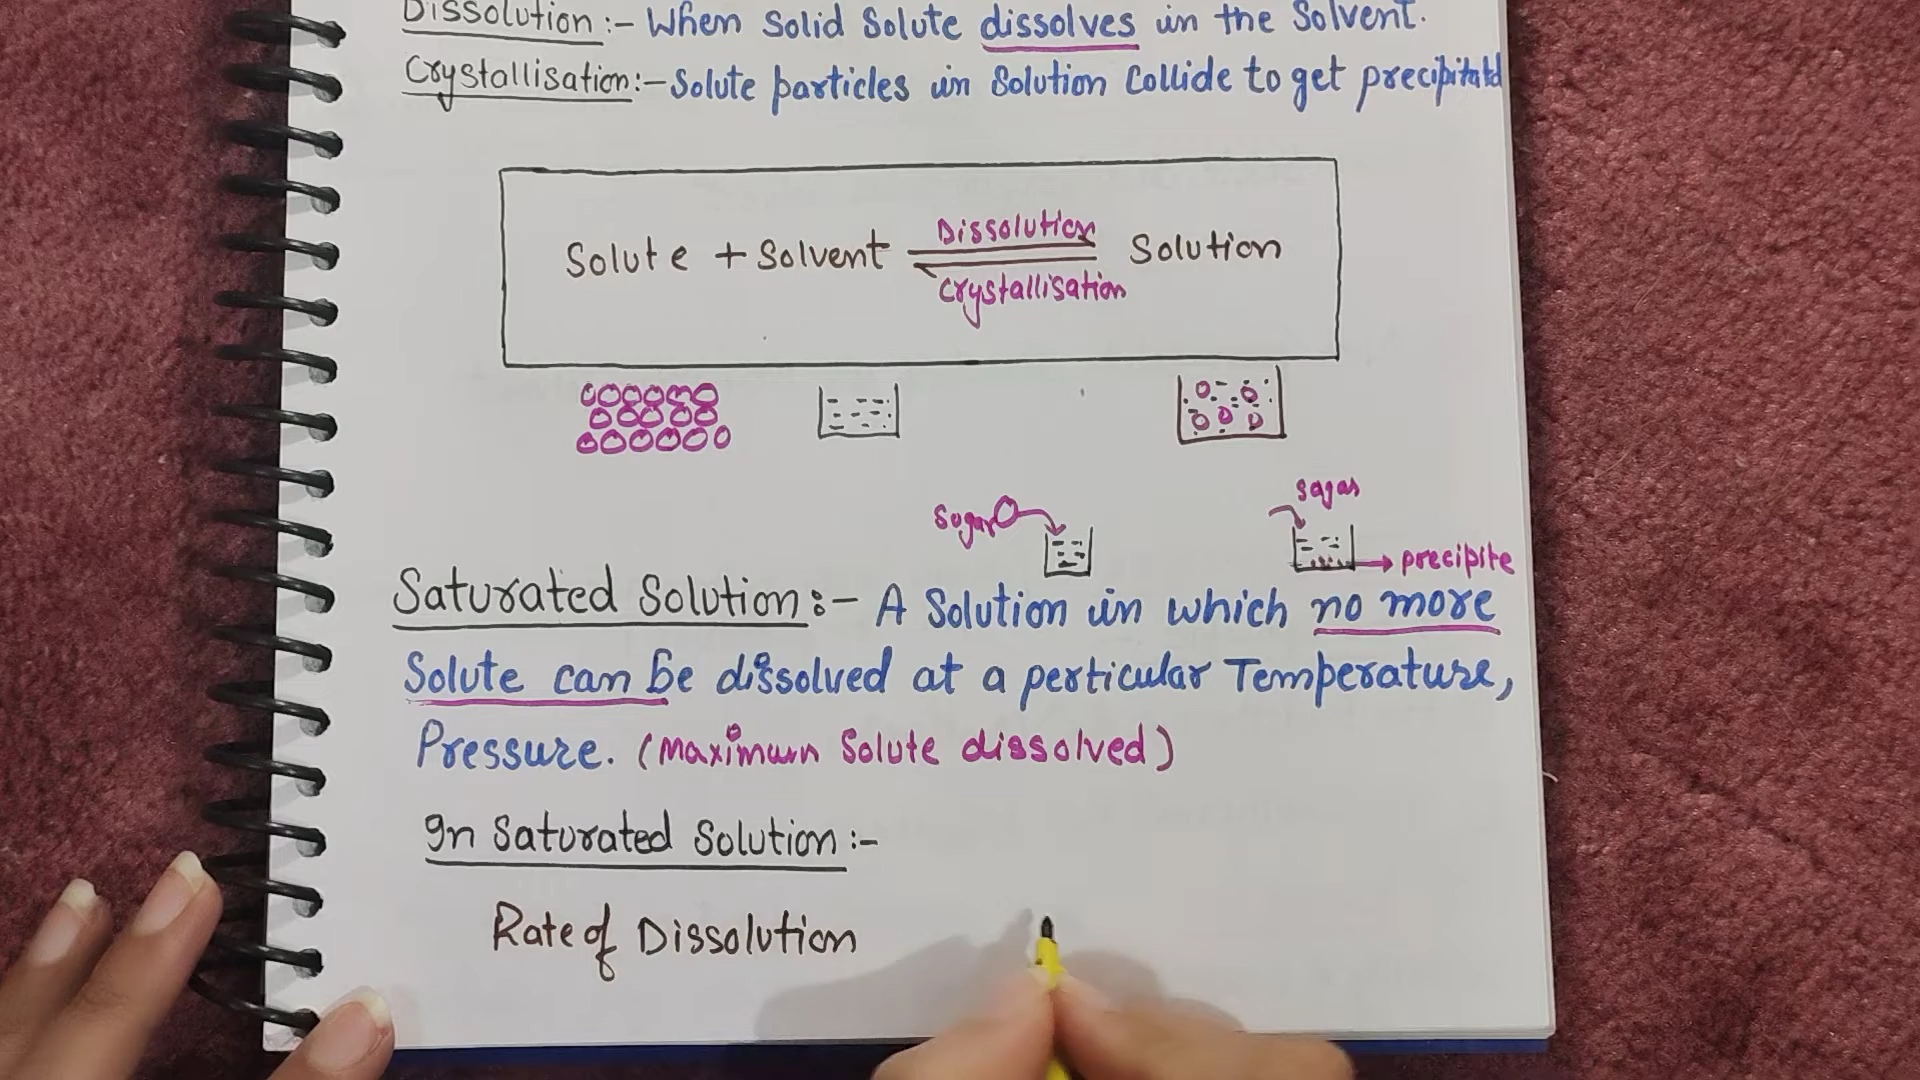 Dissolution:- When Solid Solute dissolves in the Solvent.
Crystallisation:- Solute particles in Solution Collide to get precipitatd
Dissolution
Solute + Solvent ⇌ Solution
Crystallisation
Sugar
Sugar
precipite
Saturated Solution:- A Solution in which no more
Solute can be dissolved at a perticular Temperature,
Pressure. (Maximum Solute dissolved)
In Saturated Solution:-
Rate of Dissolution